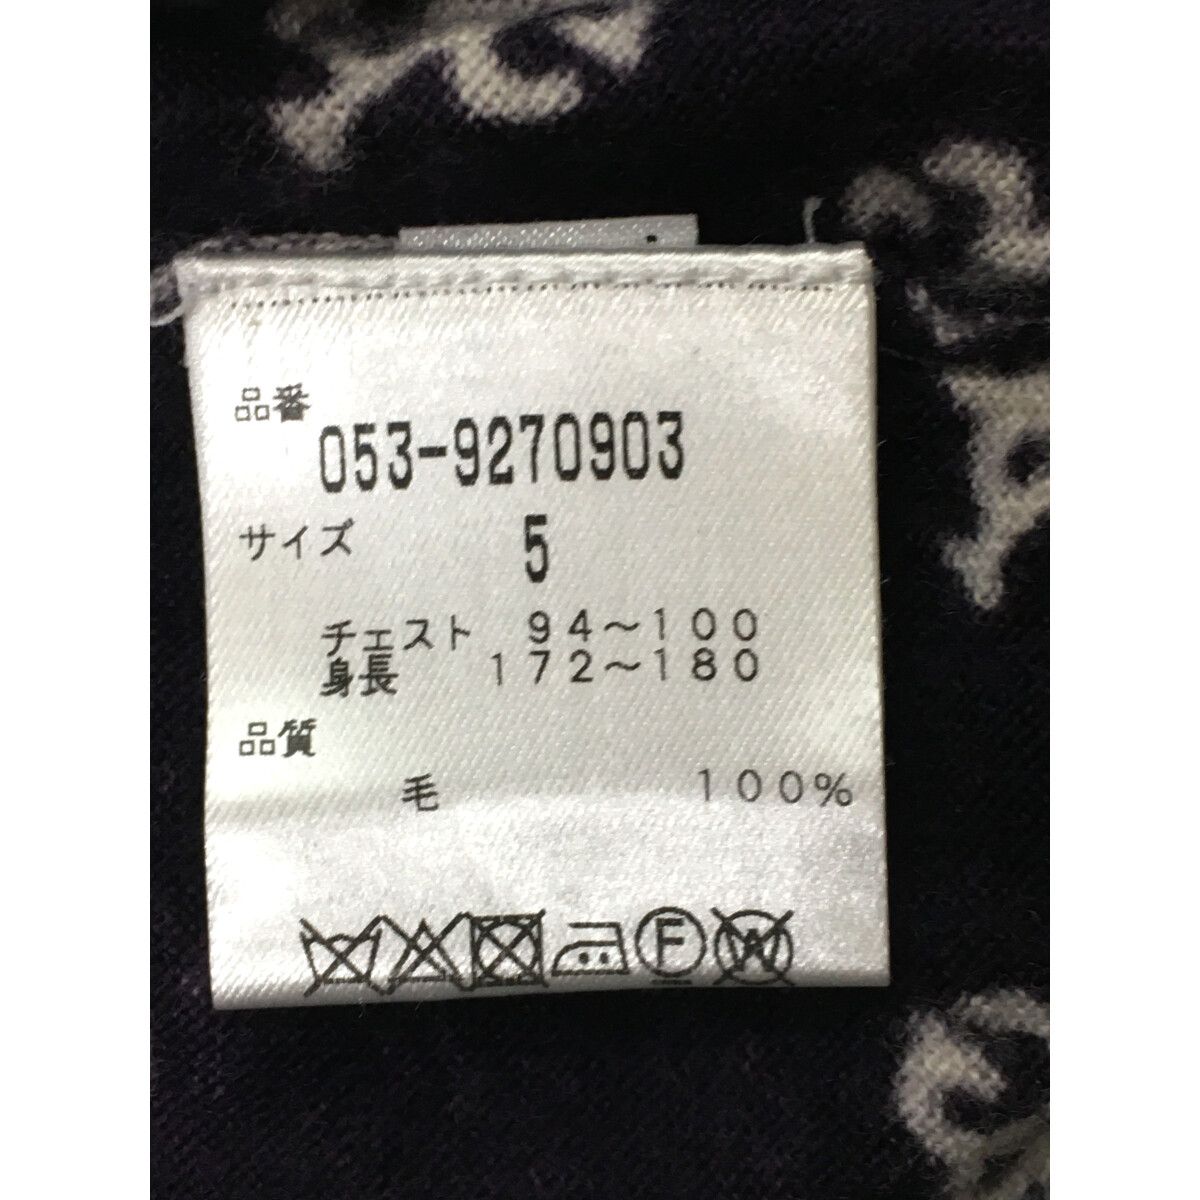 品番
053-9270903
サイズ 5
チェスト 94～100
身長 172～180
品質
毛 100%
F W